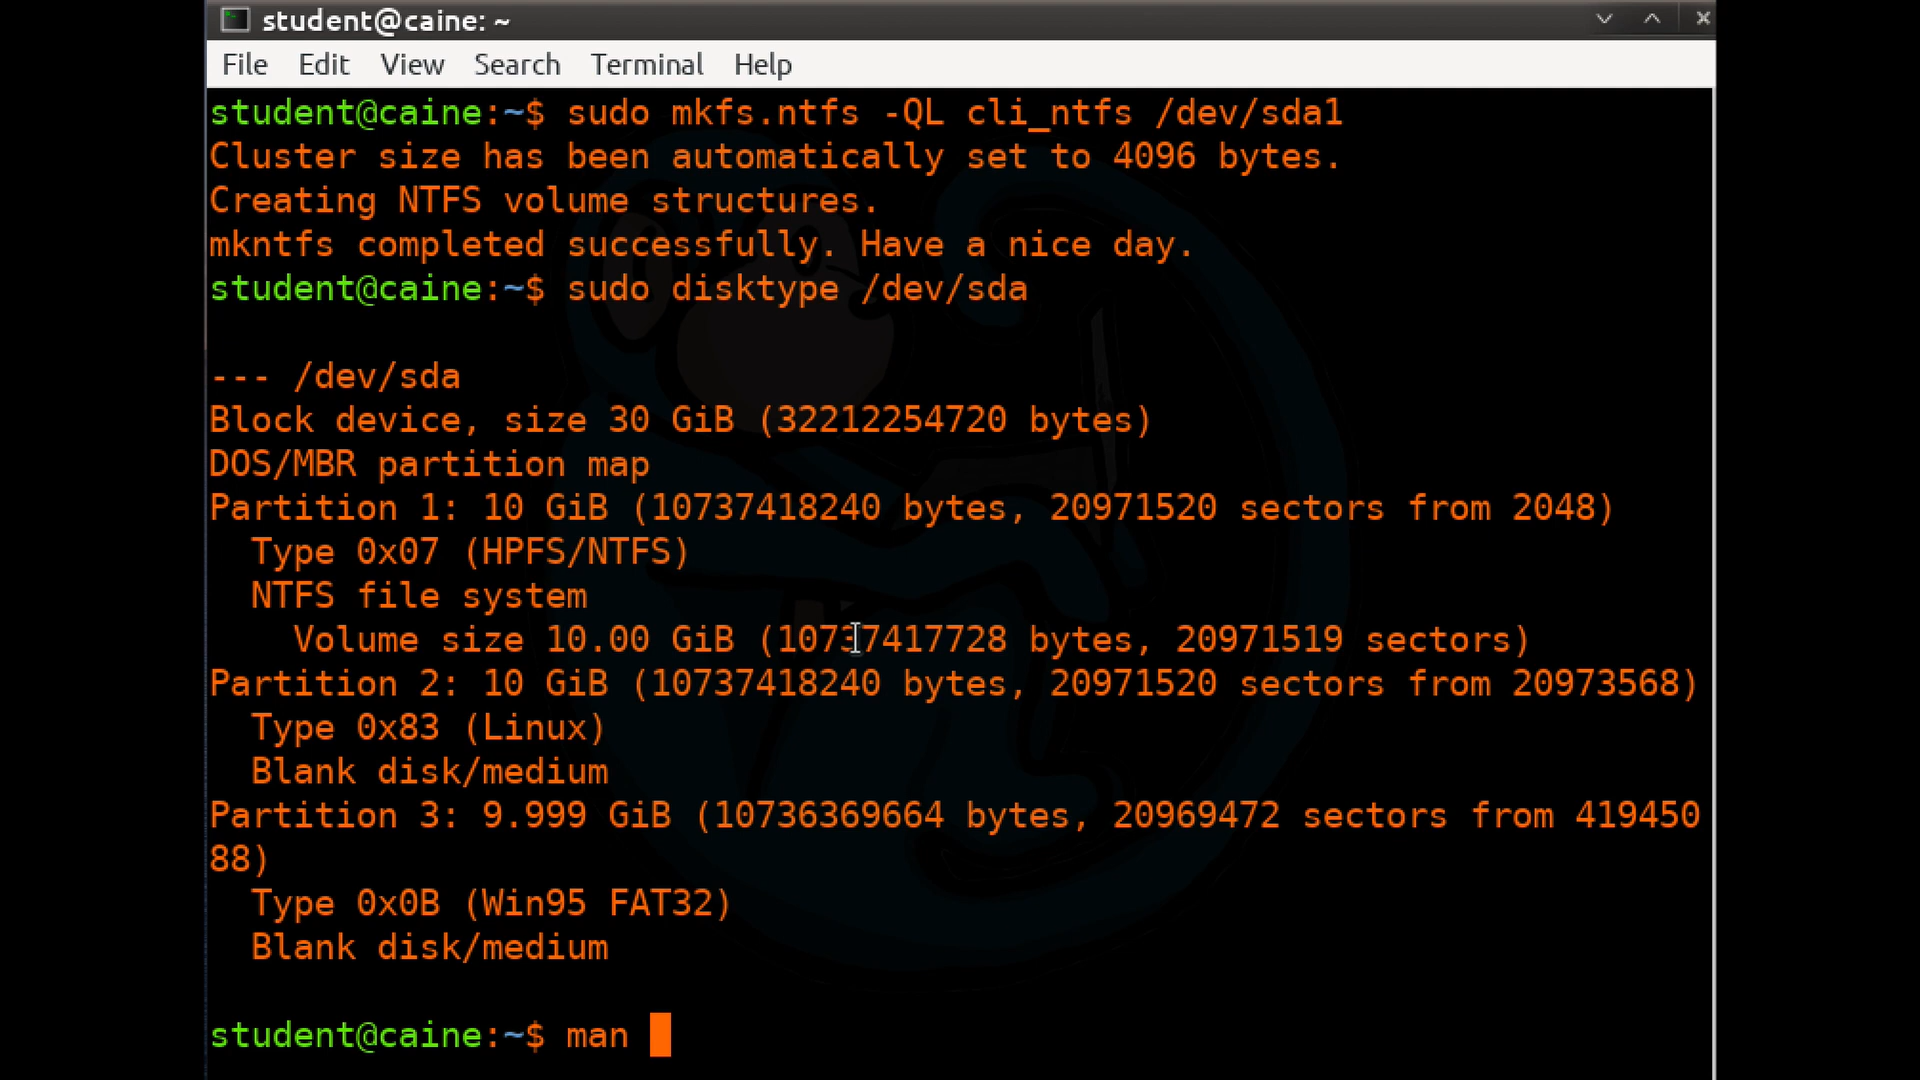 student@caine: ~
File Edit View Search Terminal Help
student@caine:~$ sudo mkfs.ntfs -QL cli_ntfs /dev/sda1
Cluster size has been automatically set to 4096 bytes.
Creating NTFS volume structures.
mkntfs completed successfully. Have a nice day.
student@caine:~$ sudo disktype /dev/sda
--- /dev/sda
Block device, size 30 GiB (32212254720 bytes)
DOS/MBR partition map
Partition 1: 10 GiB (10737418240 bytes, 20971520 sectors from 2048)
Type 0x07 (HPFS/NTFS)
NTFS file system
Volume size 10.00 GiB (10737417728 bytes, 20971519 sectors)
Partition 2: 10 GiB (10737418240 bytes, 20971520 sectors from 20973568)
Type 0x83 (Linux)
Blank disk/medium
Partition 3: 9.999 GiB (10736369664 bytes, 20969472 sectors from 419450
88)
Type 0x0B (Win95 FAT32)
Blank disk/medium
student@caine:~$ man